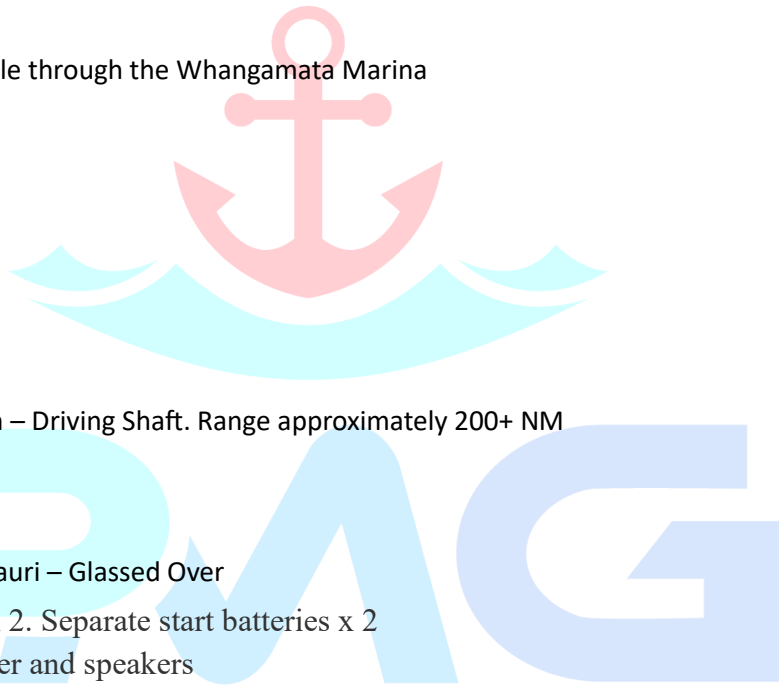 le through the Whangamata Marina
– Driving Shaft. Range approximately 200+ NM
auri – Glassed Over
2. Separate start batteries x 2
er and speakers
MG